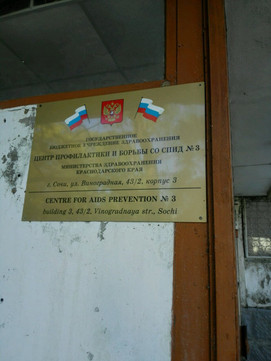 ГОСУДАРСТВЕННОЕ
БЮДЖЕТНОЕ УЧРЕЖДЕНИЕ ЗДРАВООХРАНЕНИЯ
ЦЕНТР ПРОФИЛАКТИКИ И БОРЬБЫ СО СПИД № 3
МИНИСТЕРСТВА ЗДРАВООХРАНЕНИЯ
КРАСНОДАРСКОГО КРАЯ
г. Сочи, ул. Виноградная, 43/2, корпус 3
CENTRE FOR AIDS PREVENTION № 3
building 3, 43/2, Vinogradnaya str., Sochi